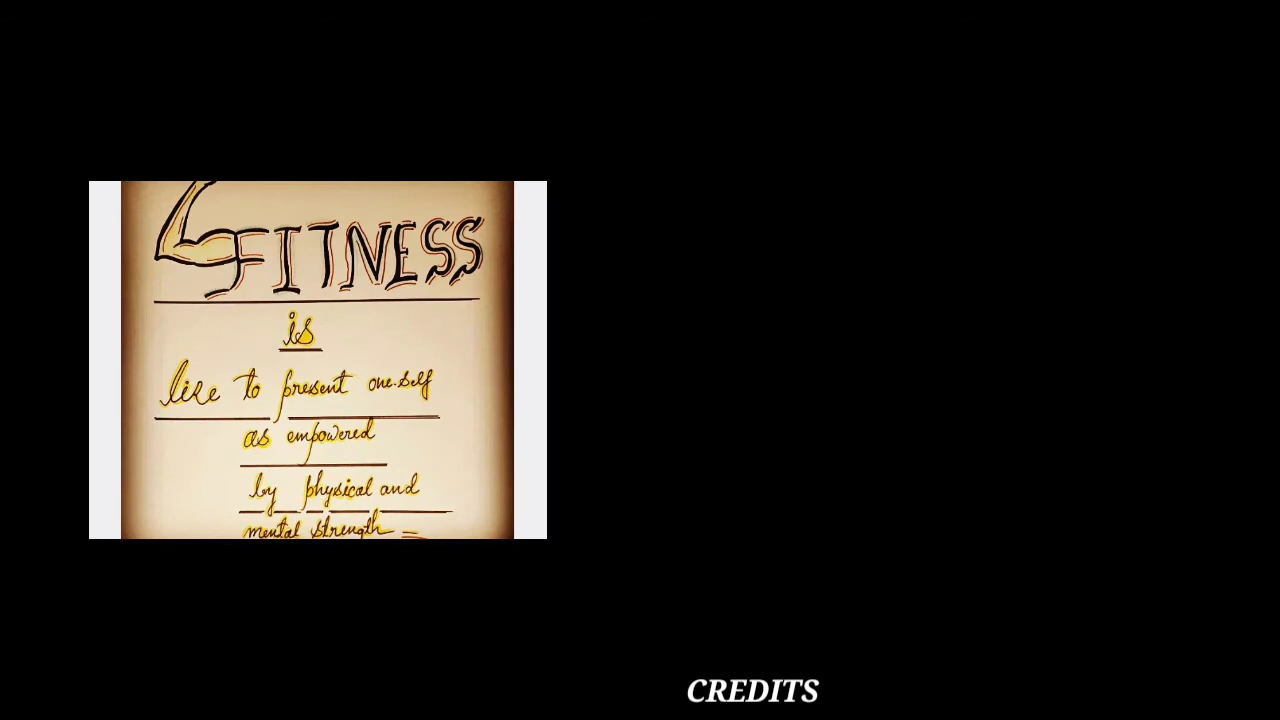 FITNESS
is
like to present one-self
as empowered
by physical and
mental strength
CREDITS